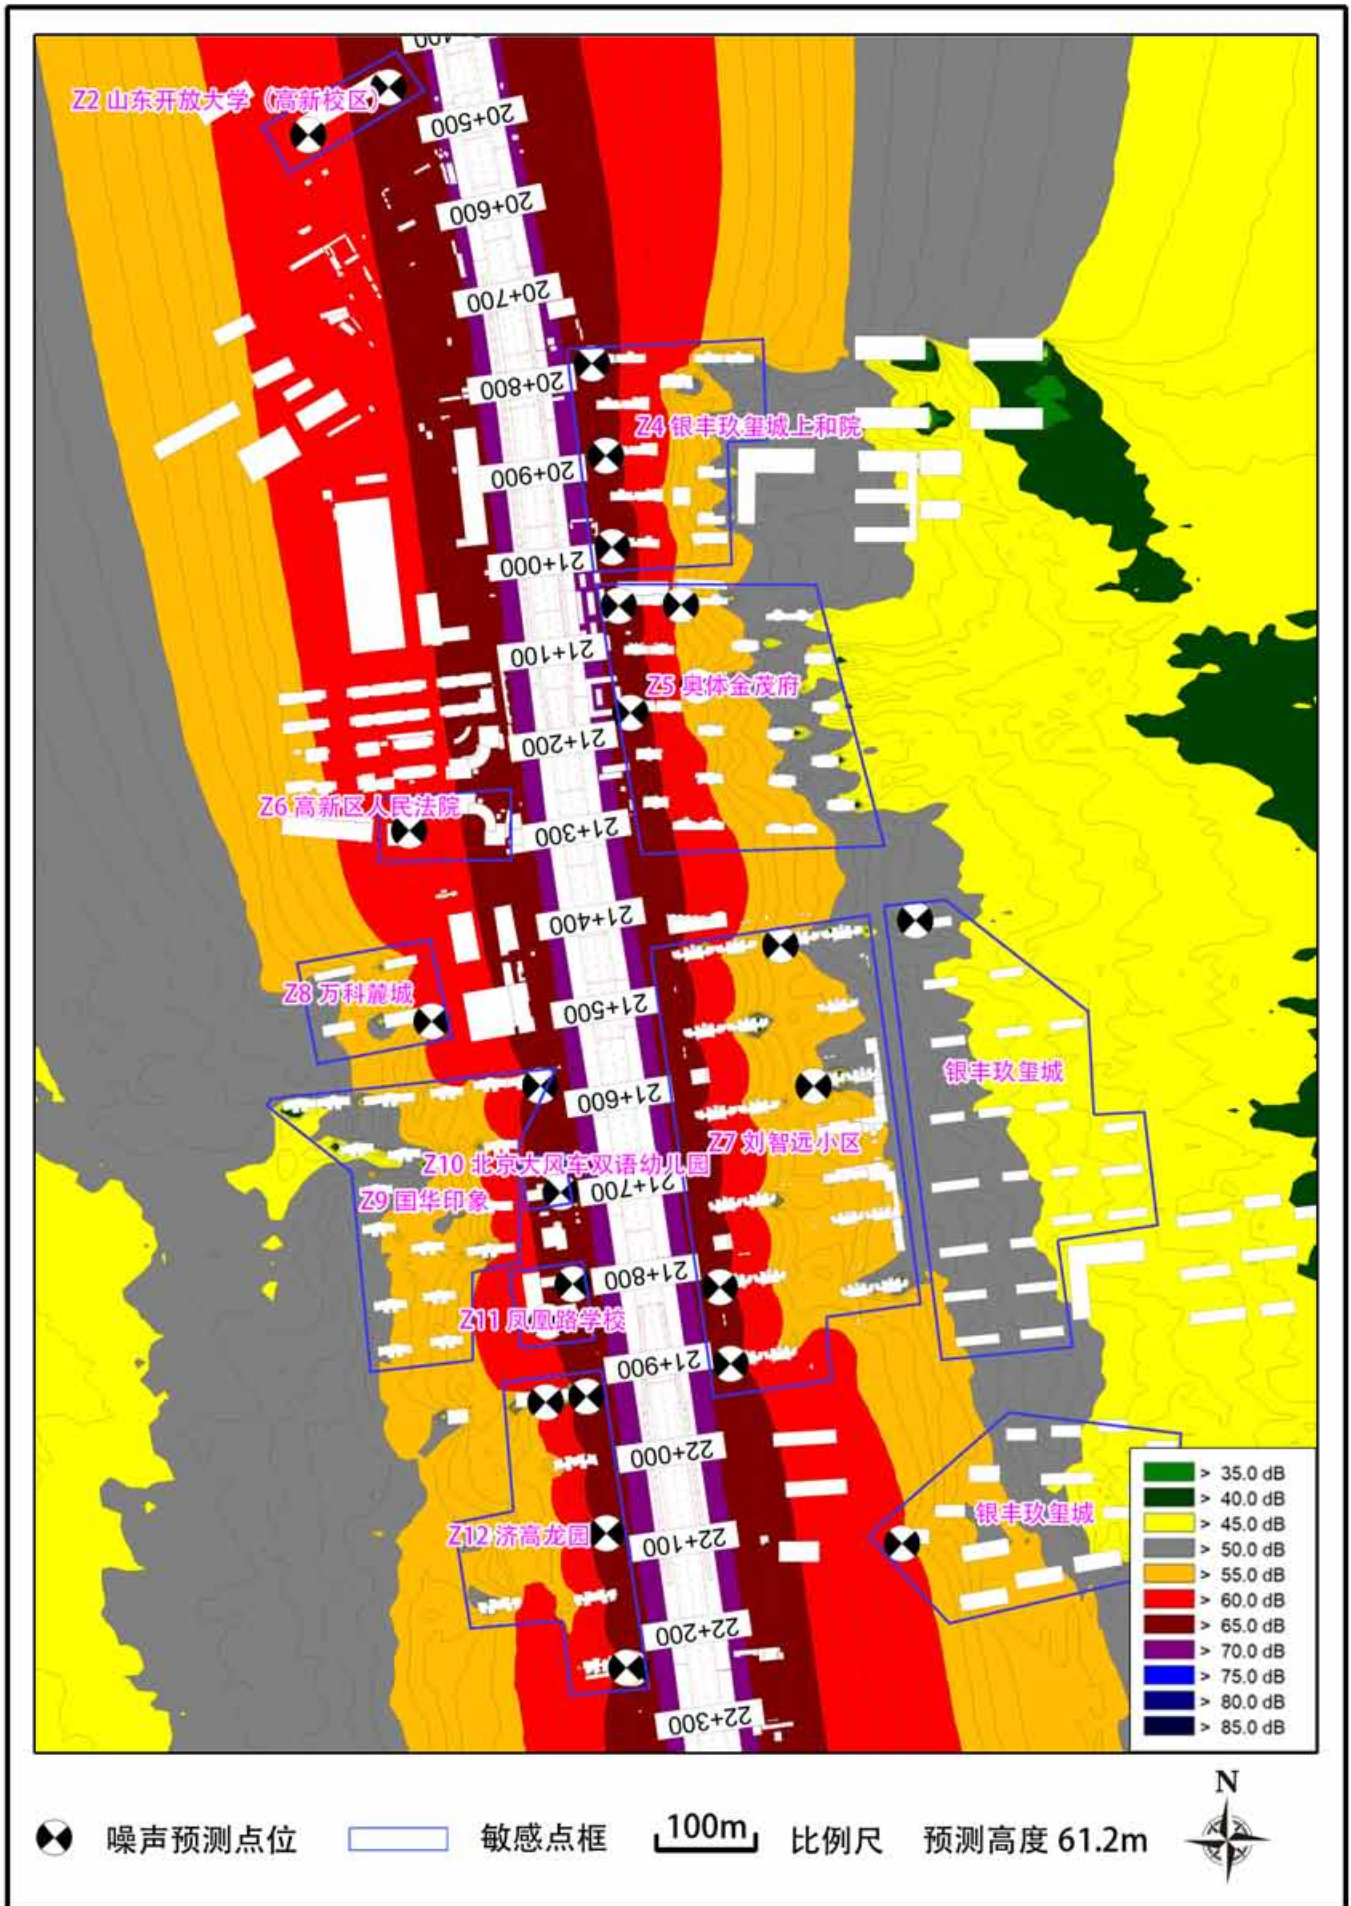 Z2 山东开放大学（高新校区）
20+500
20+600
20+700
20+800
Z4 银丰玖玺城上和院
20+900
21+000
21+100
Z5 奥体金茂府
21+200
Z6 高新区人民法院
21+300
21+400
Z8 万科麓城
21+500
银丰玖玺城
21+600
Z7 刘智远小区
Z10 北京大风车双语幼儿园
21+700
Z9 国华印象
21+800
Z11 凤凰路学校
21+900
22+000
银丰玖玺城
Z12 济高龙园
22+100
22+200
22+300
> 35.0 dB
> 40.0 dB
> 45.0 dB
> 50.0 dB
> 55.0 dB
> 60.0 dB
> 65.0 dB
> 70.0 dB
> 75.0 dB
> 80.0 dB
> 85.0 dB
N
噪声预测点位 敏感点框 100m 比例尺 预测高度 61.2m